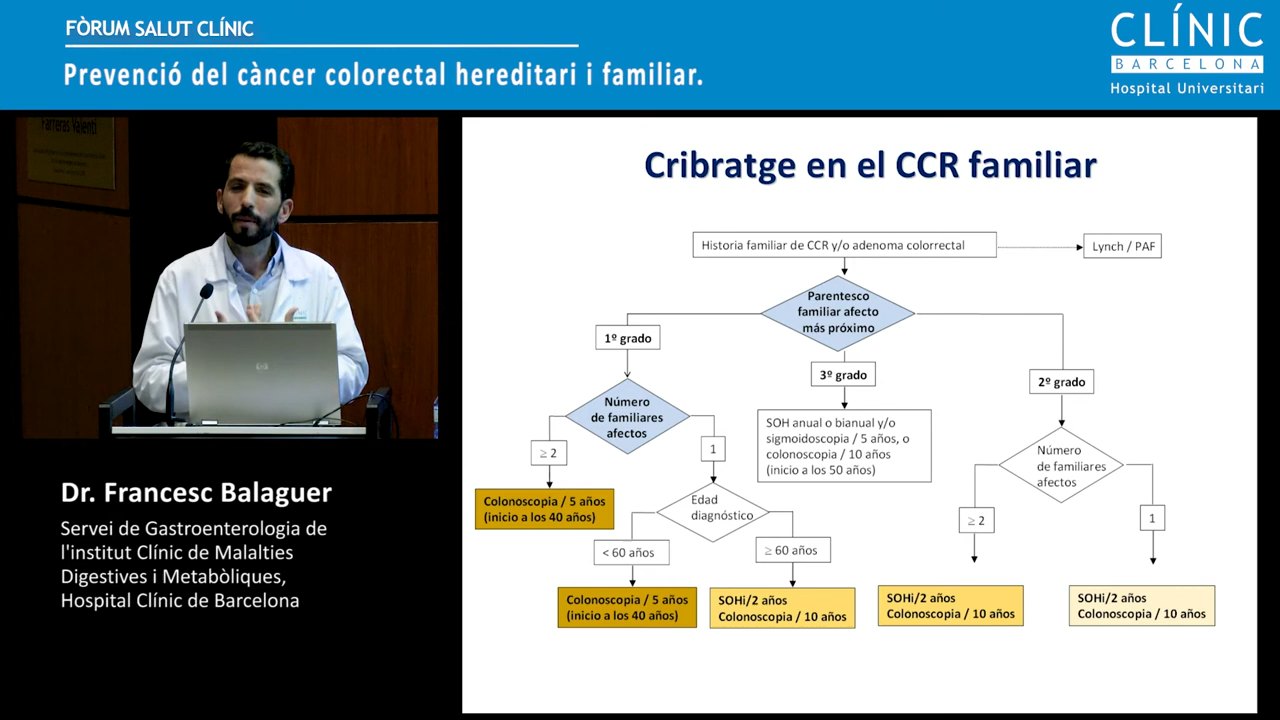 FÒRUM SALUT CLÍNIC
Prevenció del càncer colorectal hereditari i familiar.
CLÍNIC
BARCELONA
Hospital Universitari
Farreras Valentí
Dr. Francesc Balaguer
Servei de Gastroenterologia de
l'institut Clínic de Malalties
Digestives i Metabòliques,
Hospital Clínic de Barcelona
Cribratge en el CCR familiar
Historia familiar de CCR y/o adenoma colorrectal
Lynch / PAF
Parentesco
familiar afecto
más próximo
1º grado
3º grado
2º grado
Número
de familiares
afectos
SOH anual o bianual y/o
sigmoidoscopia / 5 años, o
colonoscopia / 10 años
(inicio a los 50 años)
Número
de familiares
afectos
≥ 2
1
Colonoscopia / 5 años
(inicio a los 40 años)
Edad
diagnóstico
≥ 2
1
< 60 años
≥ 60 años
Colonoscopia / 5 años
(inicio a los 40 años)
SOHi/2 años
Colonoscopia / 10 años
SOHi/2 años
Colonoscopia / 10 años
SOHi/2 años
Colonoscopia / 10 años